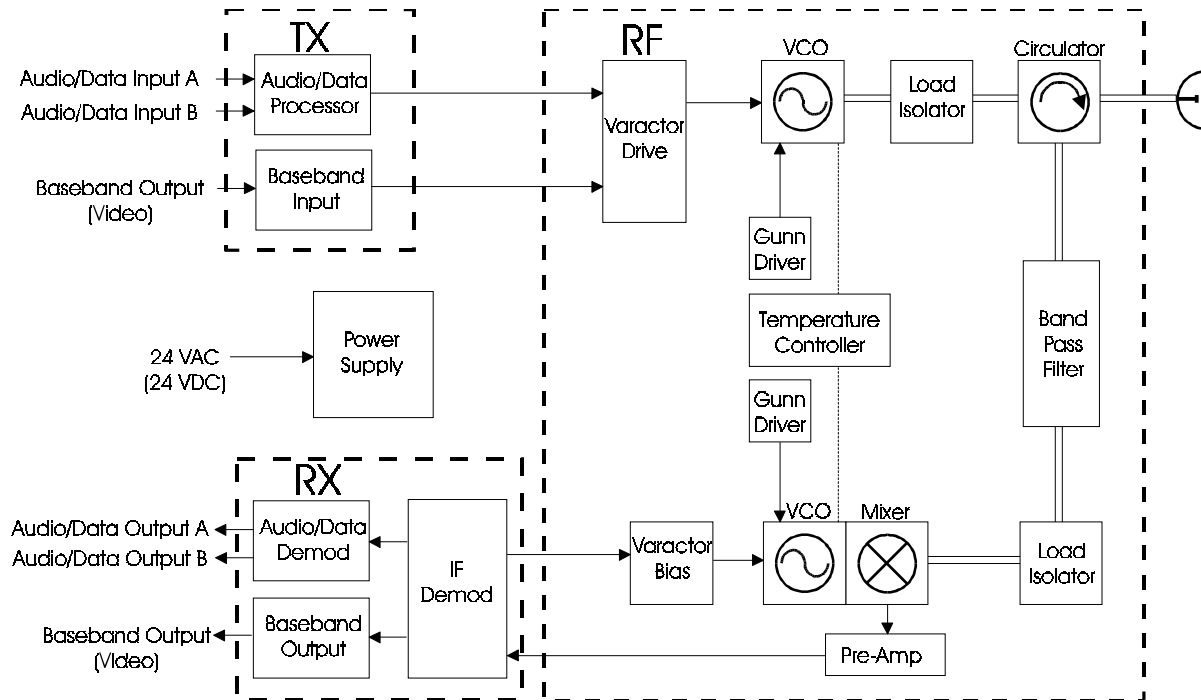 TX
Audio/Data Input A
Audio/Data Input B
Audio/Data
Processor
Baseband Output
(Video)
Baseband
Input
RF
Varactor
Drive
VCO
Load
Isolator
Circulator
Gunn
Driver
Temperature
Controller
Gunn
Driver
Band
Pass
Filter
24 VAC
(24 VDC)
Power
Supply
RX
Audio/Data Output A
Audio/Data Output B
Audio/Data
Demod
Baseband Output
(Video)
Baseband
Output
IF
Demod
Varactor
Bias
VCO
Mixer
Load
Isolator
Pre-Amp